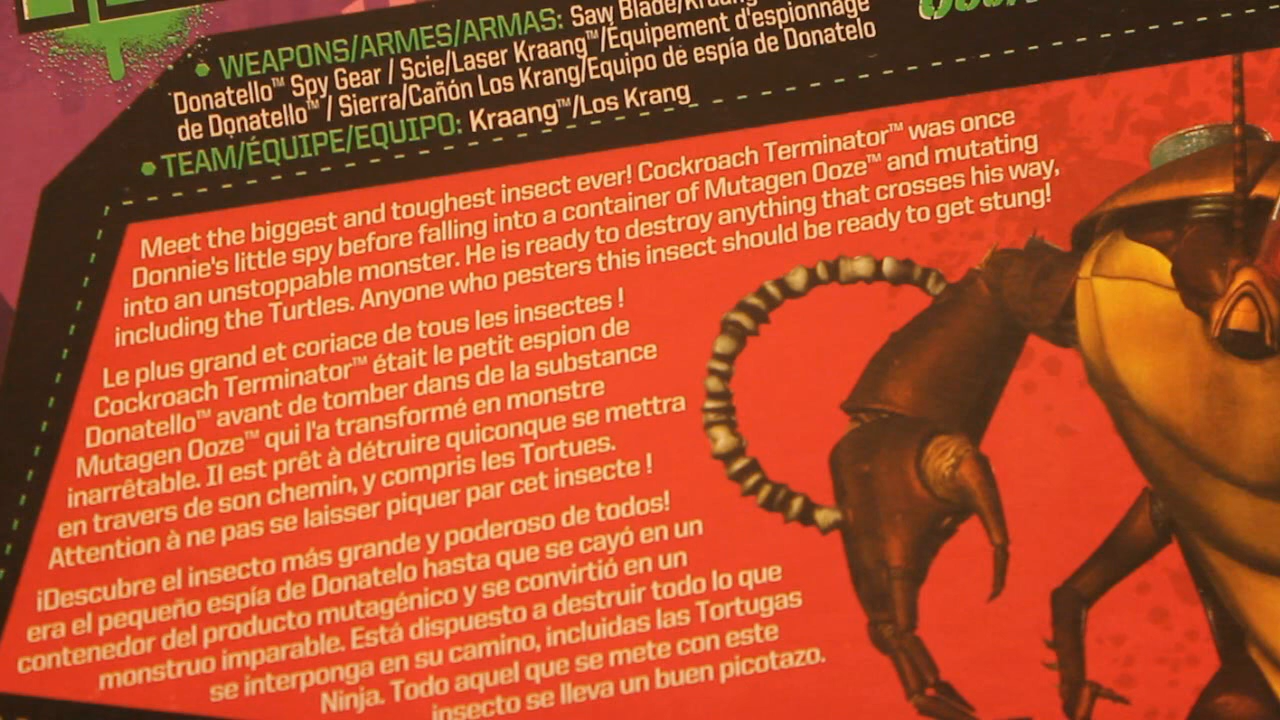 • WEAPONS/ARMES/ARMAS: Saw Blade/Kraang
Donatello™ Spy Gear / Scie/Laser Kraang™/Équipement d'espionnage
de Donatello™ / Sierra/Cañón Los Krang/Equipo de espía de Donatelo
• TEAM/ÉQUIPE/EQUIPO: Kraang™/Los Krang
Meet the biggest and toughest insect ever! Cockroach Terminator™ was once
Donnie's little spy before falling into a container of Mutagen Ooze™ and mutating
into an unstoppable monster. He is ready to destroy anything that crosses his way,
including the Turtles. Anyone who pesters this insect should be ready to get stung!
Le plus grand et coriace de tous les insectes !
Cockroach Terminator™ était le petit espion de
Donatello™ avant de tomber dans de la substance
Mutagen Ooze™ qui l'a transformé en monstre
inarrêtable. Il est prêt à détruire quiconque se mettra
en travers de son chemin, y compris les Tortues.
Attention à ne pas se laisser piquer par cet insecte !
¡Descubre el insecto más grande y poderoso de todos!
era el pequeño espía de Donatelo hasta que se cayó en un
contenedor del producto mutagénico y se convirtió en un
monstruo imparable. Está dispuesto a destruir todo lo que
se interponga en su camino, incluidas las Tortugas
Ninja. Todo aquel que se mete con este
insecto se lleva un buen picotazo.